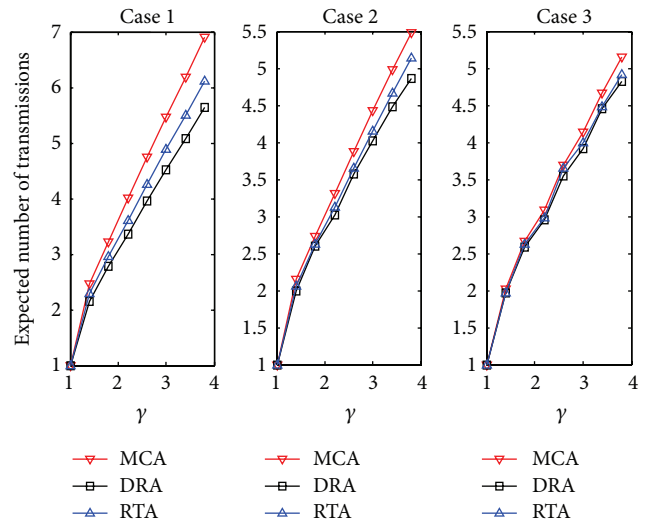 Case 1
Case 2
Case 3
Expected number of transmissions
7
6
5
4
3
2
1
1 2 3 4
γ
5.5
5
4.5
4
3.5
3
2.5
2
1.5
1
1 2 3 4
γ
5.5
5
4.5
4
3.5
3
2.5
2
1.5
1
1 2 3 4
γ
MCA
DRA
RTA
MCA
DRA
RTA
MCA
DRA
RTA